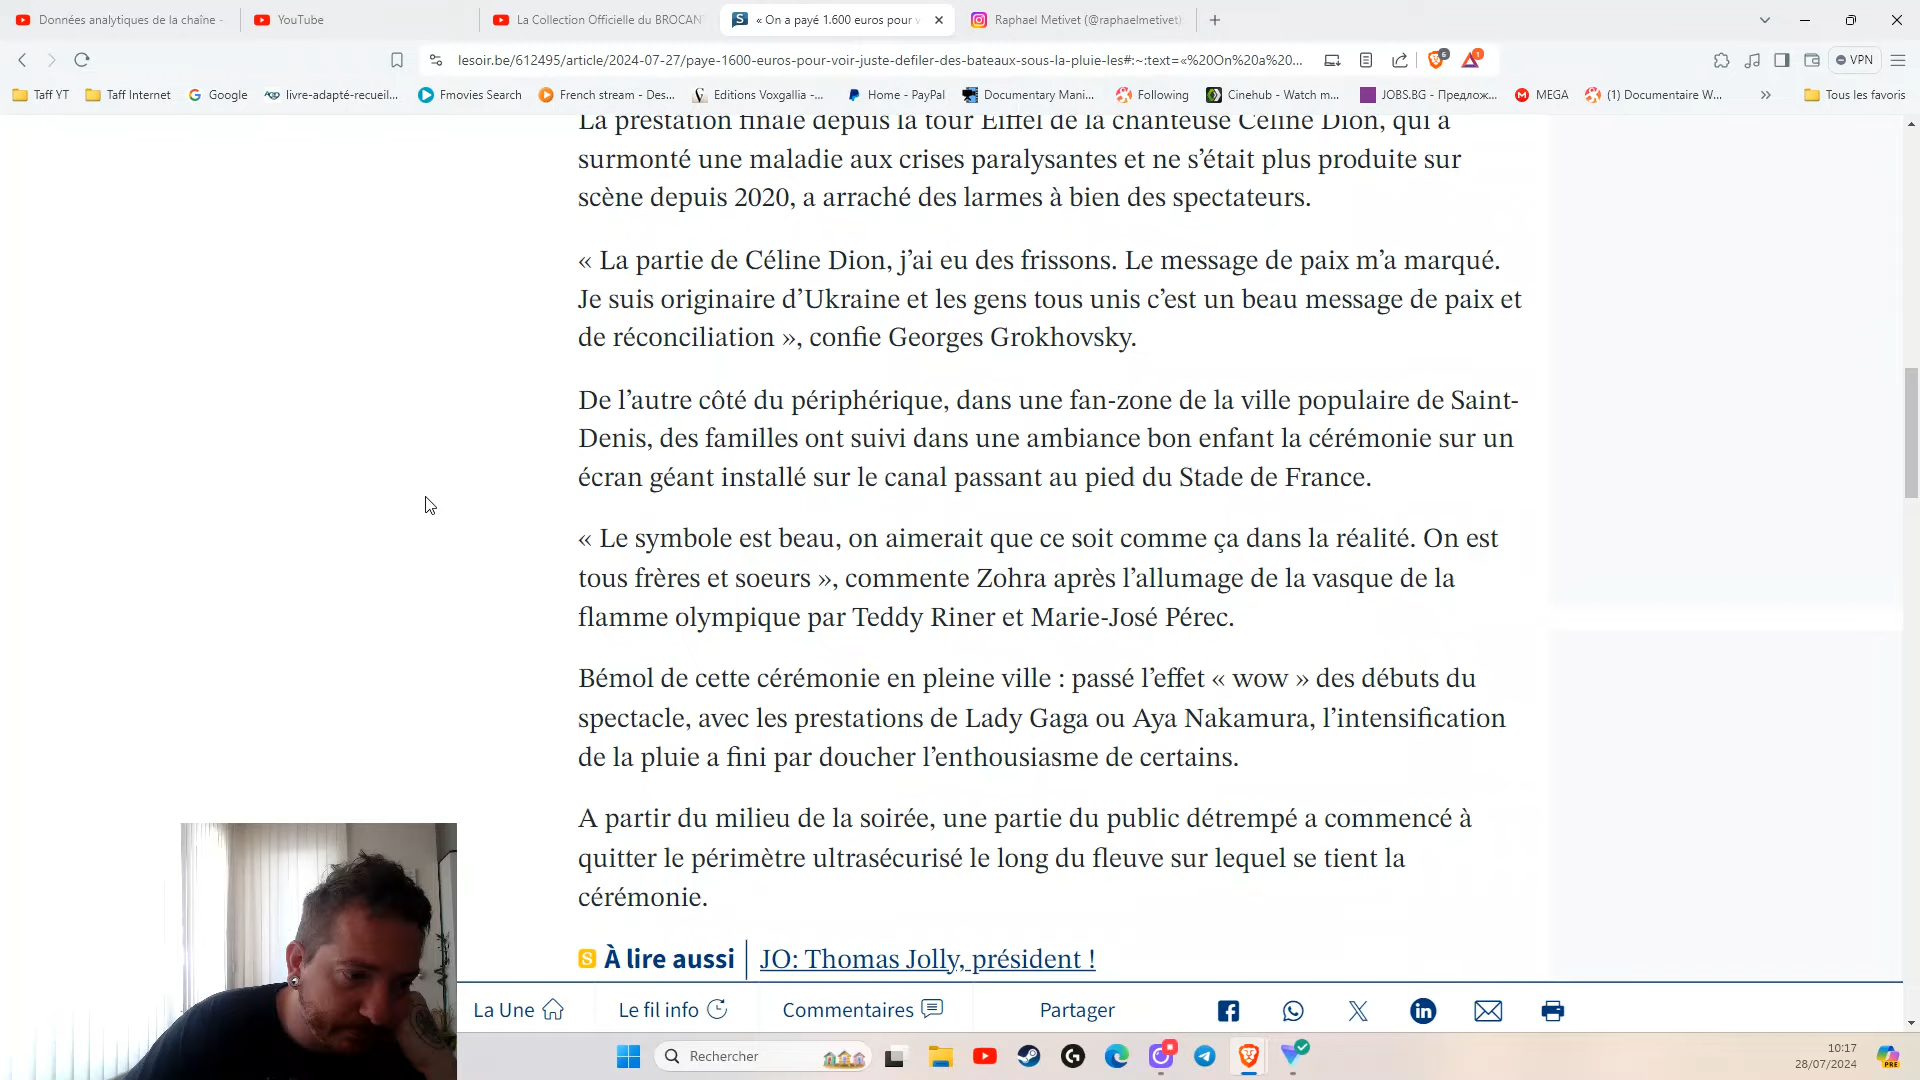 Données analytiques de la chaîne -
YouTube
La Collection Officielle du BROCAN
« On a payé 1.600 euros pour v
Raphael Metivet (@raphaelmetivet)
lesoir.be/612495/article/2024-07-27/paye-1600-euros-pour-voir-juste-defiler-des-bateaux-sous-la-pluie-les#:~:text=«%20On%20a%20...
6
1
VPN
Taff YT
Taff Internet
Google
livre-adapté-recueil...
Fmovies Search
French stream - Des...
Editions Voxgallia -...
Home - PayPal
Documentary Mani...
Following
Cinehub - Watch m...
JOBS.BG - Предлож...
MEGA
(1) Documentaire W...
Tous les favoris
La prestation finale depuis la tour Eiffel de la chanteuse Céline Dion, qui a
surmonté une maladie aux crises paralysantes et ne s’était plus produite sur
scène depuis 2020, a arraché des larmes à bien des spectateurs.
« La partie de Céline Dion, j’ai eu des frissons. Le message de paix m’a marqué.
Je suis originaire d’Ukraine et les gens tous unis c’est un beau message de paix et
de réconciliation », confie Georges Grokhovsky.
De l’autre côté du périphérique, dans une fan-zone de la ville populaire de Saint-
Denis, des familles ont suivi dans une ambiance bon enfant la cérémonie sur un
écran géant installé sur le canal passant au pied du Stade de France.
« Le symbole est beau, on aimerait que ce soit comme ça dans la réalité. On est
tous frères et soeurs », commente Zohra après l’allumage de la vasque de la
flamme olympique par Teddy Riner et Marie-José Pérec.
Bémol de cette cérémonie en pleine ville : passé l’effet « wow » des débuts du
spectacle, avec les prestations de Lady Gaga ou Aya Nakamura, l’intensification
de la pluie a fini par doucher l’enthousiasme de certains.
A partir du milieu de la soirée, une partie du public détrempé a commencé à
quitter le périmètre ultrasécurisé le long du fleuve sur lequel se tient la
cérémonie.
S À lire aussi | JO: Thomas Jolly, président !
La Une
Le fil info
Commentaires
Partager
Rechercher
10:17
28/07/2024
PRE